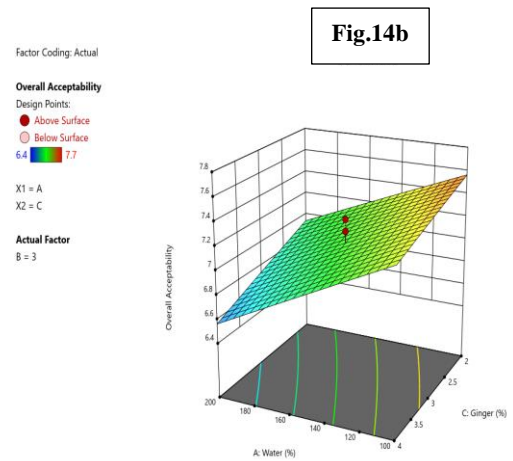 Fig.14b
Factor Coding: Actual
Overall Acceptability
Design Points:
Above Surface
Below Surface
6.4 7.7
X1 = A
X2 = C
Actual Factor
B = 3
7.8
7.6
7.4
7.2
7
6.8
6.6
6.4
Overall Acceptability
200
180
160
140
120
100
A: Water (%)
2
2.5
3
3.5
4
C: Ginger (%)